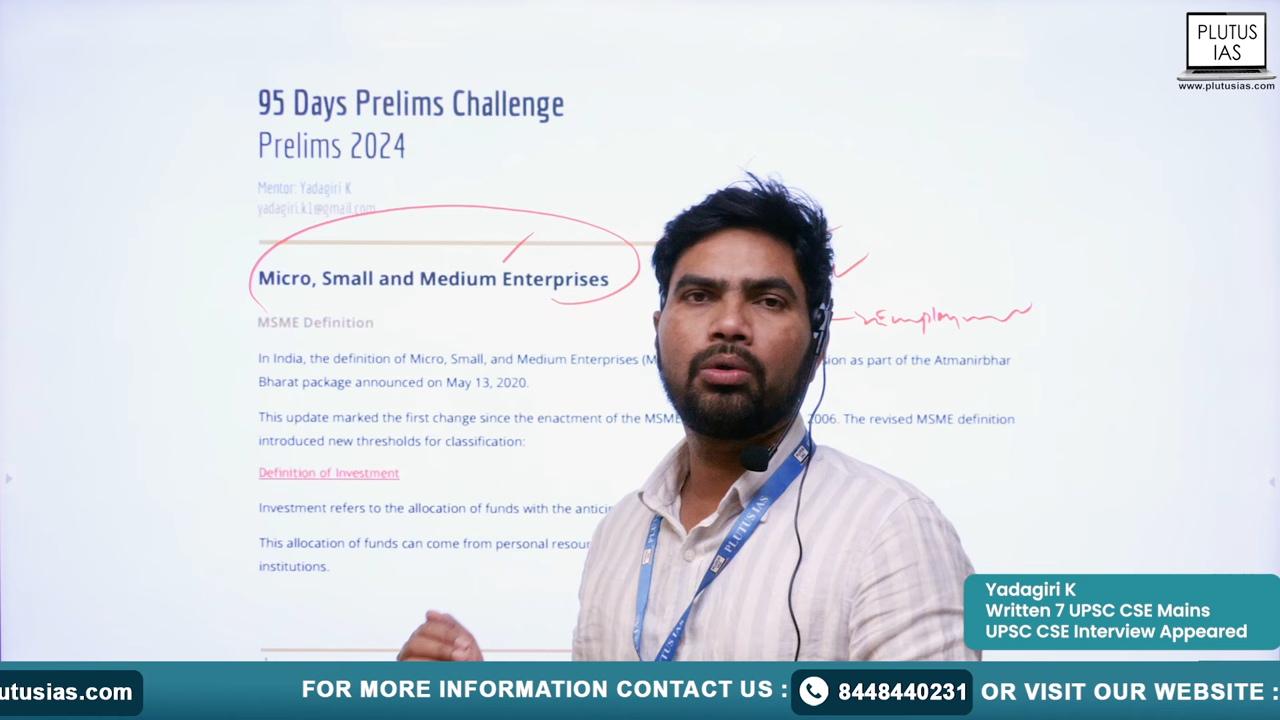 PLUTUS
IAS
www.plutusias.com
95 Days Prelims Challenge
Prelims 2024
Mentor: Yadagiri K
yadagiri.k1@gmail.com
Micro, Small and Medium Enterprises
Employm
MSME Definition
In India, the definition of Micro, Small, and Medium Enterprises (M sion as part of the Atmanirbhar
Bharat package announced on May 13, 2020.
This update marked the first change since the enactment of the MSME 2006. The revised MSME definition
introduced new thresholds for classification:
Definition of Investment
Investment refers to the allocation of funds with the antici
This allocation of funds can come from personal resour
institutions.
PLUTUS IAS
Yadagiri K
Written 7 UPSC CSE Mains
UPSC CSE Interview Appeared
utusias.com FOR MORE INFORMATION CONTACT US : 8448440231 OR VISIT OUR WEBSITE :